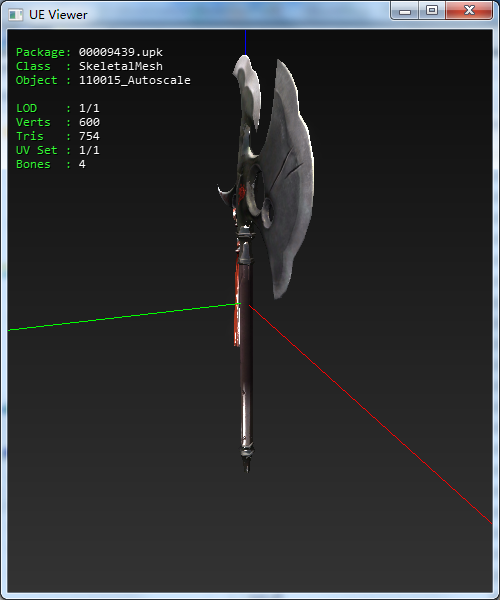 UE Viewer
Package: 00009439.upk
Class  : SkeletalMesh
Object : 110015_Autoscale
LOD    : 1/1
Verts  : 600
Tris   : 754
UV Set : 1/1
Bones  : 4